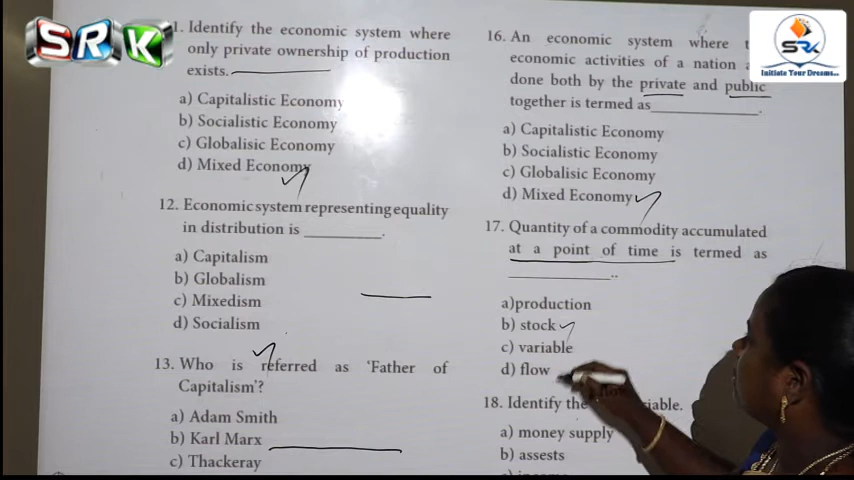 SRK
1. Identify the economic system where
only private ownership of production
exists.
a) Capitalistic Economy
b) Socialistic Economy
c) Globalisic Economy
d) Mixed Economy
12. Economic system representing equality
in distribution is ____________.
a) Capitalism
b) Globalism
c) Mixedism
d) Socialism
13. Who is referred as ‘Father of
Capitalism’?
a) Adam Smith
b) Karl Marx
c) Thackeray
16. An economic system where
economic activities of a nation
done both by the private and public
together is termed as________________.
a) Capitalistic Economy
b) Socialistic Economy
c) Globalistic Economy
d) Mixed Economy
17. Quantity of a commodity accumulated
at a point of time is termed as
________________..
a)production
b) stock
c) variable
d) flow
18. Identify the
a) money supply
b) assests
SRK
Initiate Your Dreams...